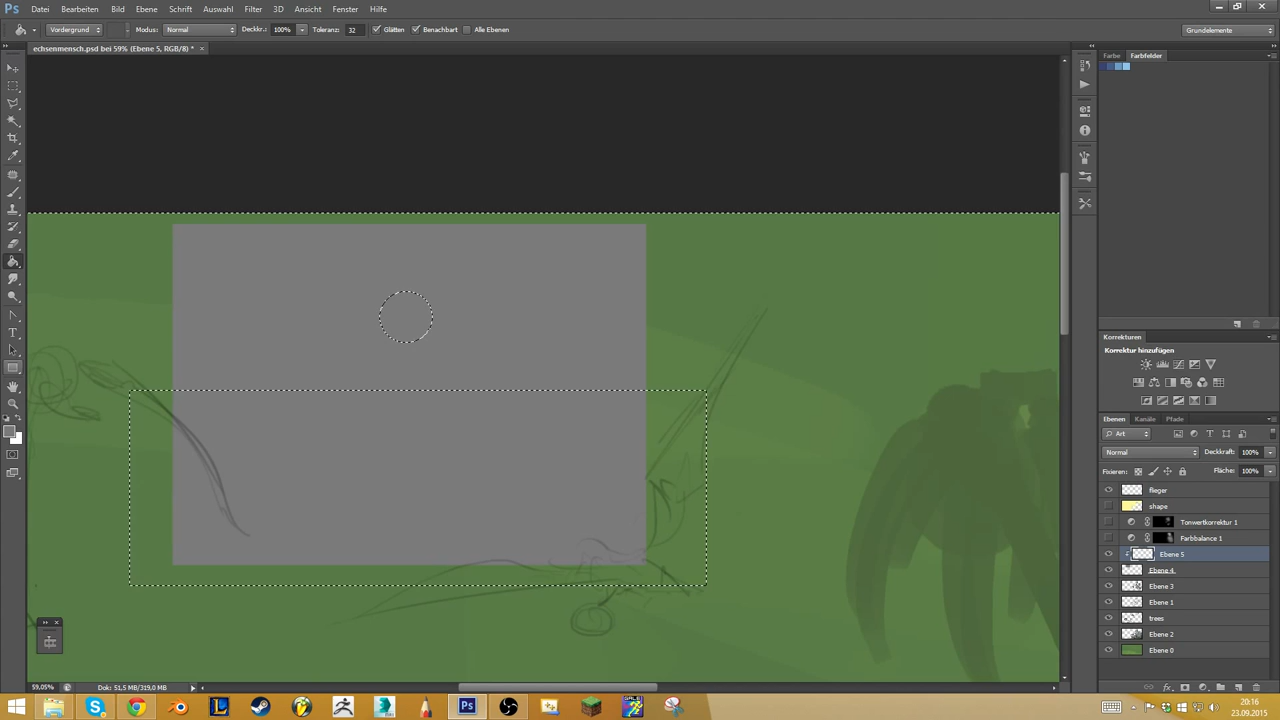 Ps Datei Bearbeiten Bild Ebene Schrift Auswahl Filter 3D Ansicht Fenster Hilfe
Vordergrund Modus: Normal Deckkr.: 100% Toleranz: 32 Glätten Benachbart Alle Ebenen Grundelemente
echsenmensch.psd bei 59% (Ebene 5, RGB/8) *
Farbe Farbfelder
Korrekturen
Korrektur hinzufügen
Ebenen Kanäle Pfade
Art
Normal Deckkraft: 100%
Fixieren: Fläche: 100%
flieger
shape
Tonwertkorrektur 1
Farbbalance 1
Ebene 5
Ebene 4
Ebene 3
Ebene 1
trees
Ebene 2
Ebene 0
59,05% Dok: 51,5 MB/319,0 MB
20:16
23.09.2015